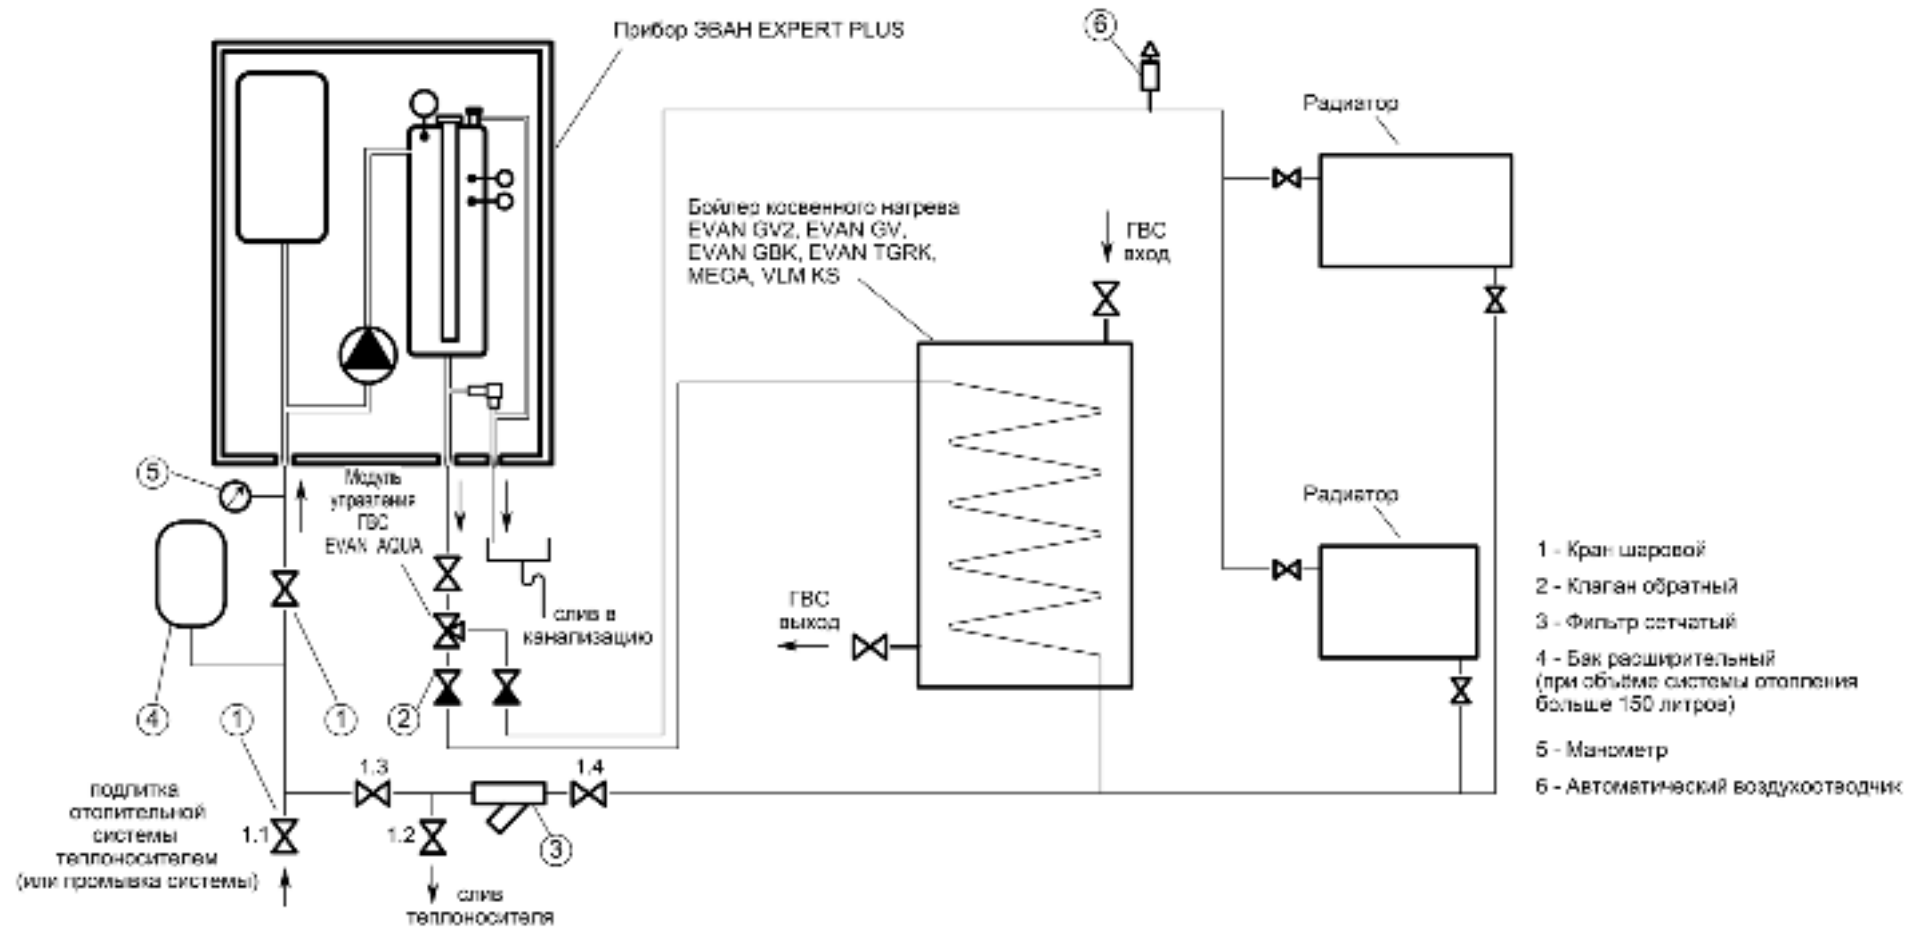 Прибор ЭВАН EXPERT PLUS
6
Радиатор
Бойлер косвенного нагрева
EVAN GV2, EVAN GV,
EVAN GBK, EVAN TGRK,
MEGA, VLM KS
ГВС
вход
5
Модуль
управления
ГВС
EVAN AQUA
Радиатор
слив в
канализацию
ГВС
выход
4
1
1
2
1.3
1.4
подпитка
отопительной
системы
теплоносителем
(или промывка системы)
1.1
1.2
3
слив
теплоносителя
1 - Кран шаровой
2 - Клапан обратный
3 - Фильтр сетчатый
4 - Бак расширительный
(при объёме системы отопления
больше 150 литров)
5 - Манометр
6 - Автоматический воздухоотводчик